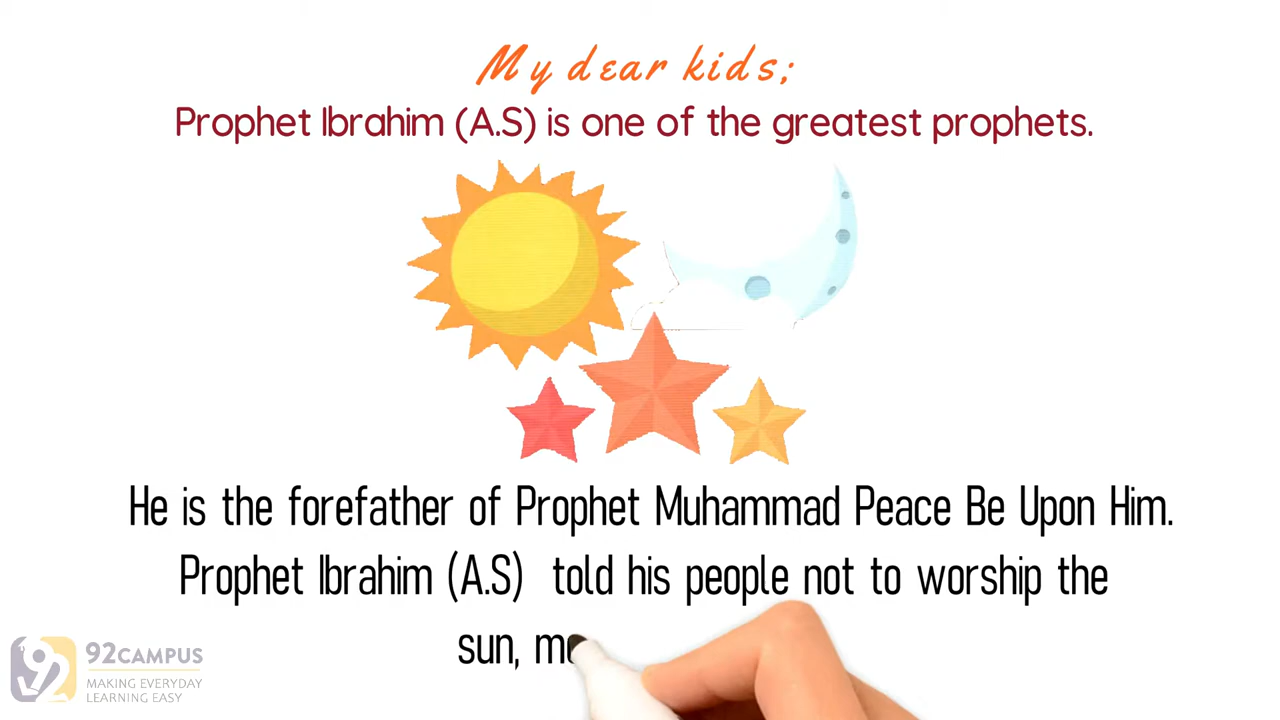 My dear kids;
Prophet Ibrahim (A.S) is one of the greatest prophets.
He is the forefather of Prophet Muhammad Peace Be Upon Him.
Prophet Ibrahim (A.S) told his people not to worship the
sun,
92CAMPUS
MAKING EVERYDAY
LEARNING EASY